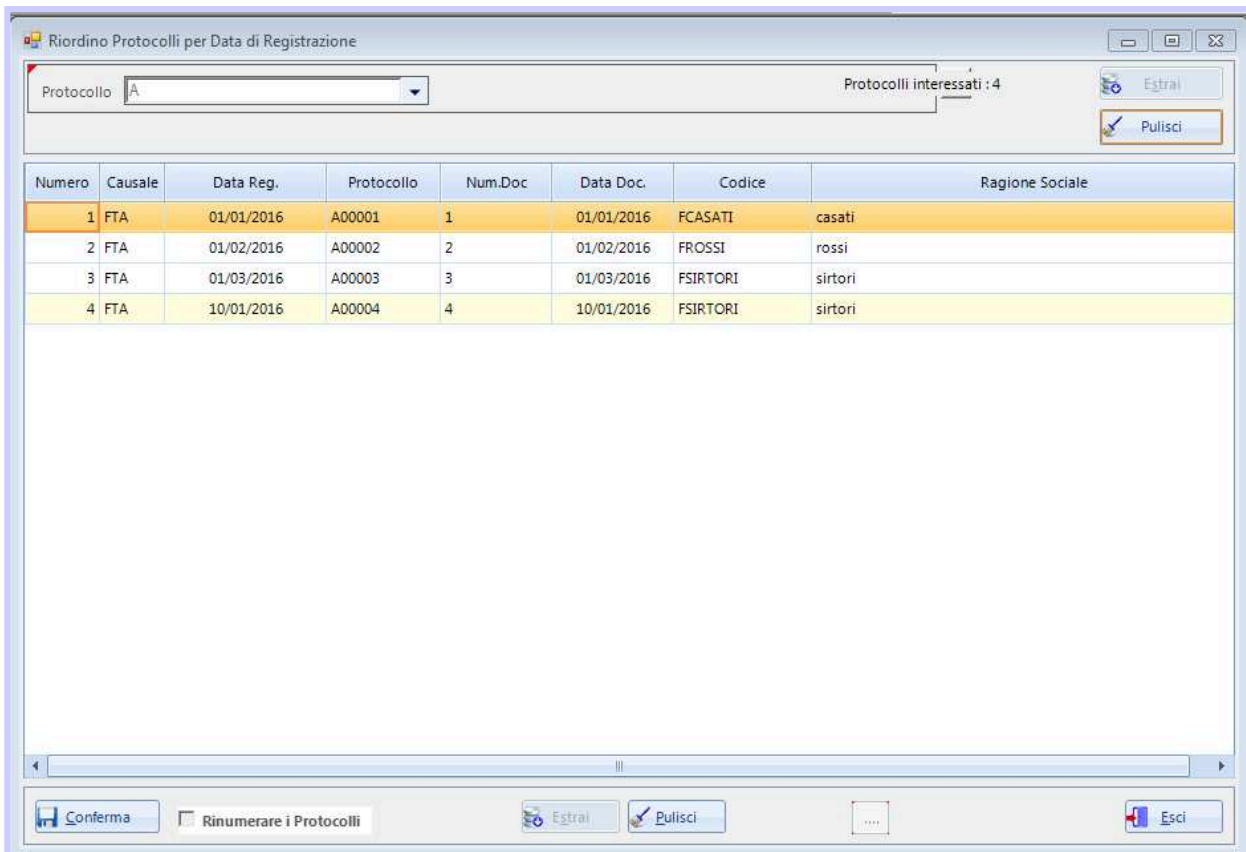 Riordino Protocolli per Data di Registrazione
Protocollo A Protocolli interessati : 4 Estrai
Pulisci
Numero Causale Data Reg. Protocollo Num.Doc Data Doc. Codice Ragione Sociale
1 FTA 01/01/2016 A00001 1 01/01/2016 FCASATI casati
2 FTA 01/02/2016 A00002 2 01/02/2016 FROSSI rossi
3 FTA 01/03/2016 A00003 3 01/03/2016 FSIRTORI sirtori
4 FTA 10/01/2016 A00004 4 10/01/2016 FSIRTORI sirtori
Conferma Rinumerare i Protocolli Estrai Pulisci .... Esci